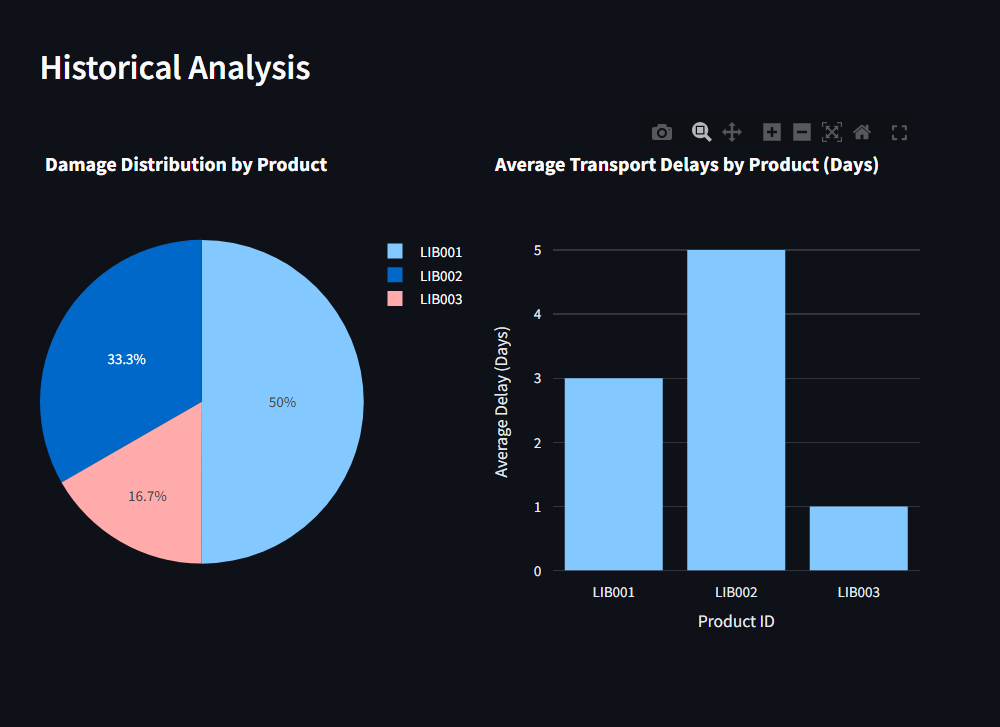 Historical Analysis
Damage Distribution by Product
50%
33.3%
16.7%
LIB001
LIB002
LIB003
Average Transport Delays by Product (Days)
Average Delay (Days)
5
4
3
2
1
0
LIB001 LIB002 LIB003
Product ID